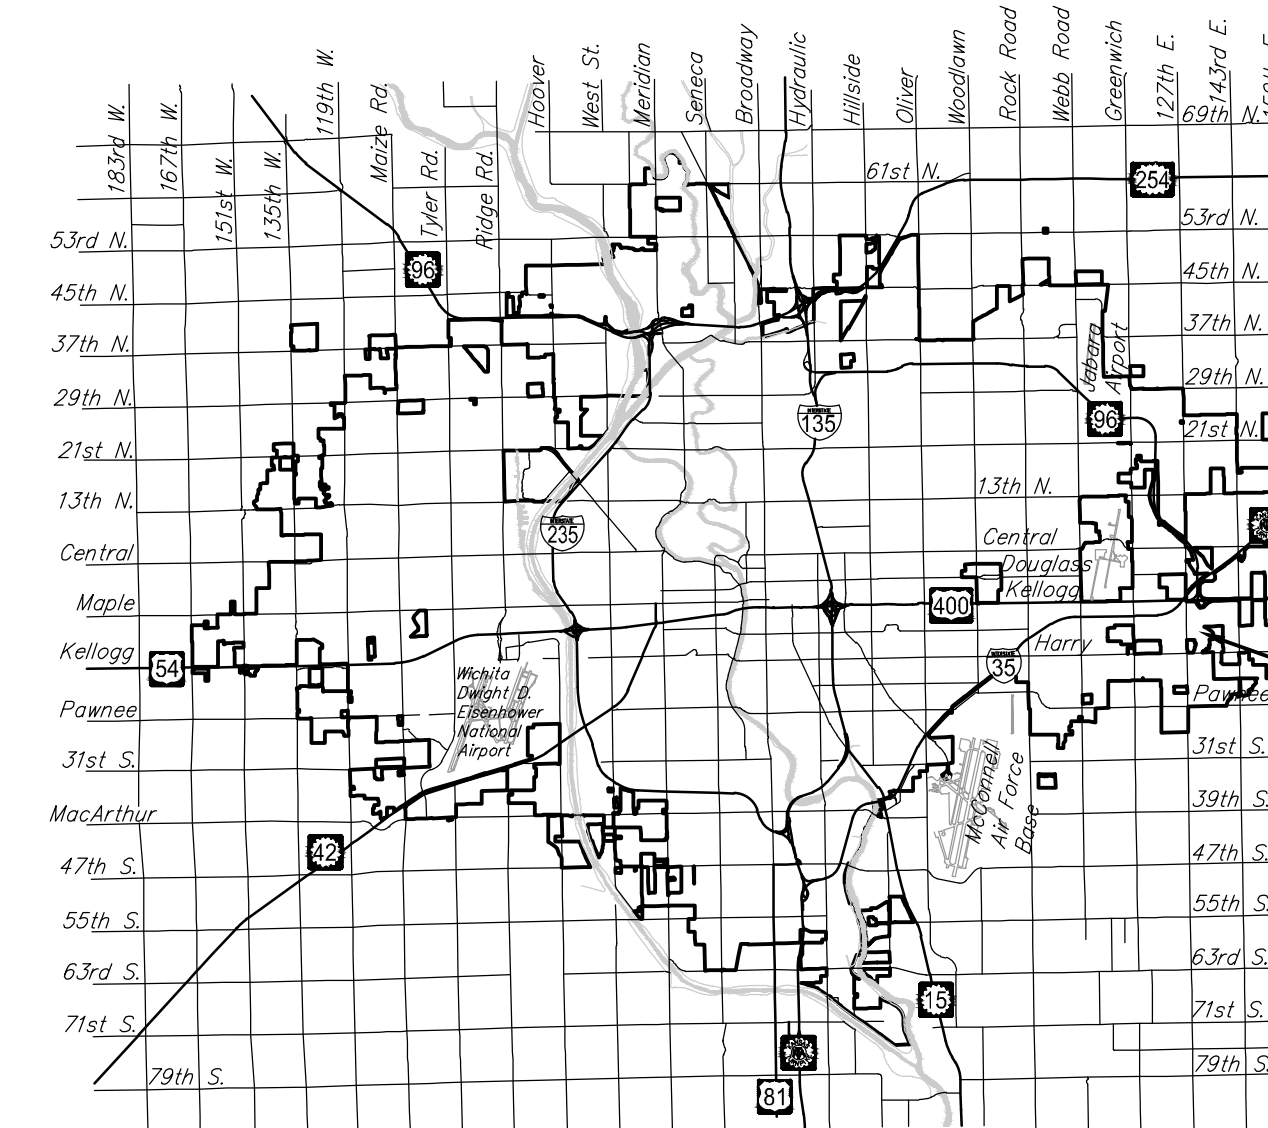 183rd W.
167th W.
151st W.
135th W.
119th W.
Maize Rd.
Tyler Rd.
Ridge Rd.
Hoover
West St.
Meridian
Seneca
Broadway
Hydraulic
Hillside
Oliver
Woodlawn
Rock Road
Webb Road
Greenwich
127th E.
143rd E.
69th N.
61st N.
254
53rd N.
53rd N.
96
45th N.
45th N.
37th N.
37th N.
Jabara
Airport
29th N.
29th N.
INTERSTATE
135
96
21st N.
21st N.
13th N.
13th N.
INTERSTATE
235
Central
Central
Douglass
Kellogg
Maple
400
Kellogg
54
Harry
INTERSTATE
35
Wichita
Dwight D.
Eisenhower
National
Airport
Pawnee
Pawnee
31st S.
31st S.
McConnell
Air Force
Base
MacArthur
39th S.
42
47th S.
47th S.
55th S.
55th S.
63rd S.
63rd S.
15
71st S.
71st S.
79th S.
79th S.
81